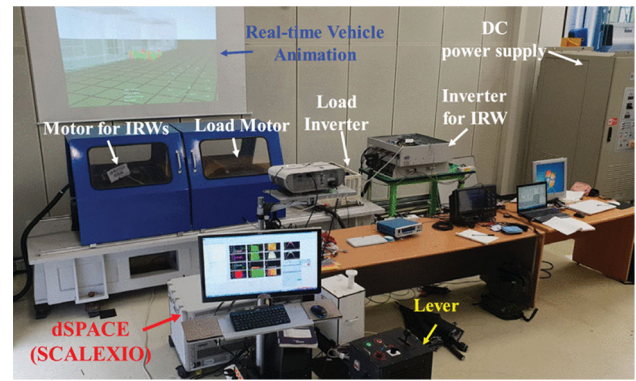 Real-time Vehicle
Animation
DC
power supply
Motor for IRWs
Load Motor
Load
Inverter
Inverter
for IRW
dSPACE
(SCALEXIO)
Lever